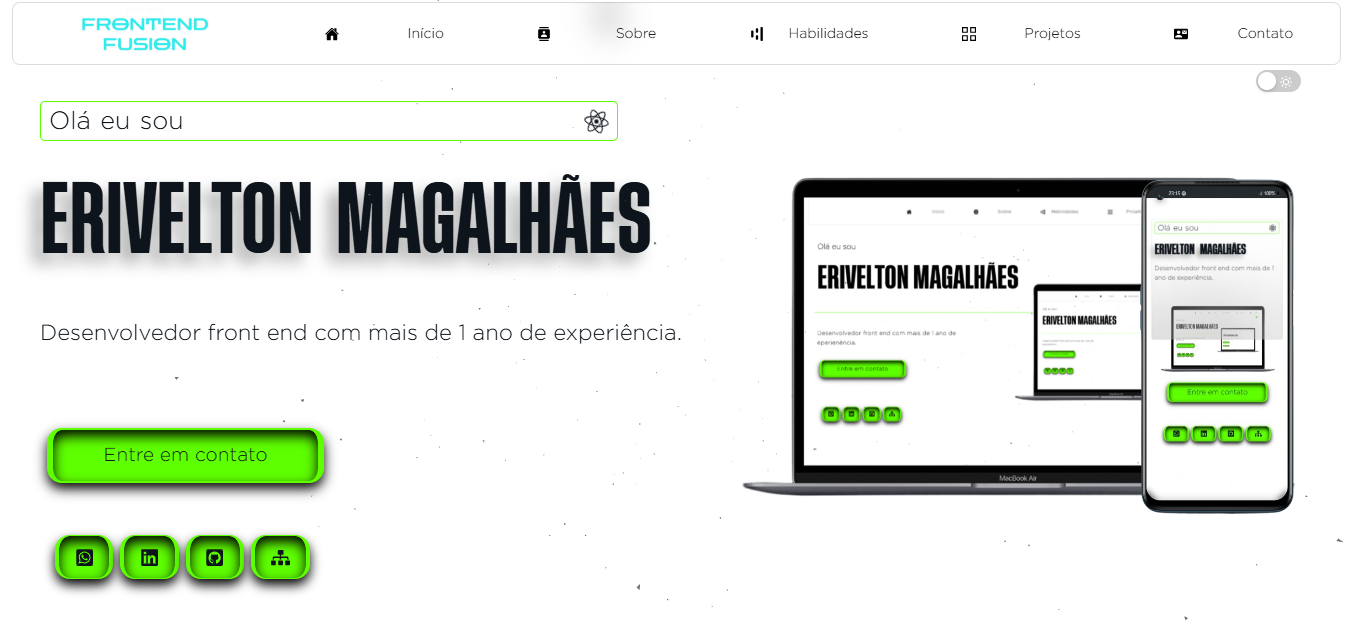 FRONTEND
FUSION
Início
Sobre
Habilidades
Projetos
Contato
Olá eu sou
ERIVELTON MAGALHÃES
Desenvolvedor front end com mais de 1 ano de experiência.
Entre em contato
Início
Sobre
Habilidades
Olá eu sou
ERIVELTON MAGALHÃES
Desenvolvedor front end com mais de 1 ano de
experiência.
Entre em contato
ERIVELTON MAGALHÃES
MacBook Air
23:15
100%
Olá eu sou
ERIVELTON MAGALHÃES
Desenvolvedor front end com mais de 1
ano de experiência.
ERIVELTON MAGALHÃES
Entre em contato